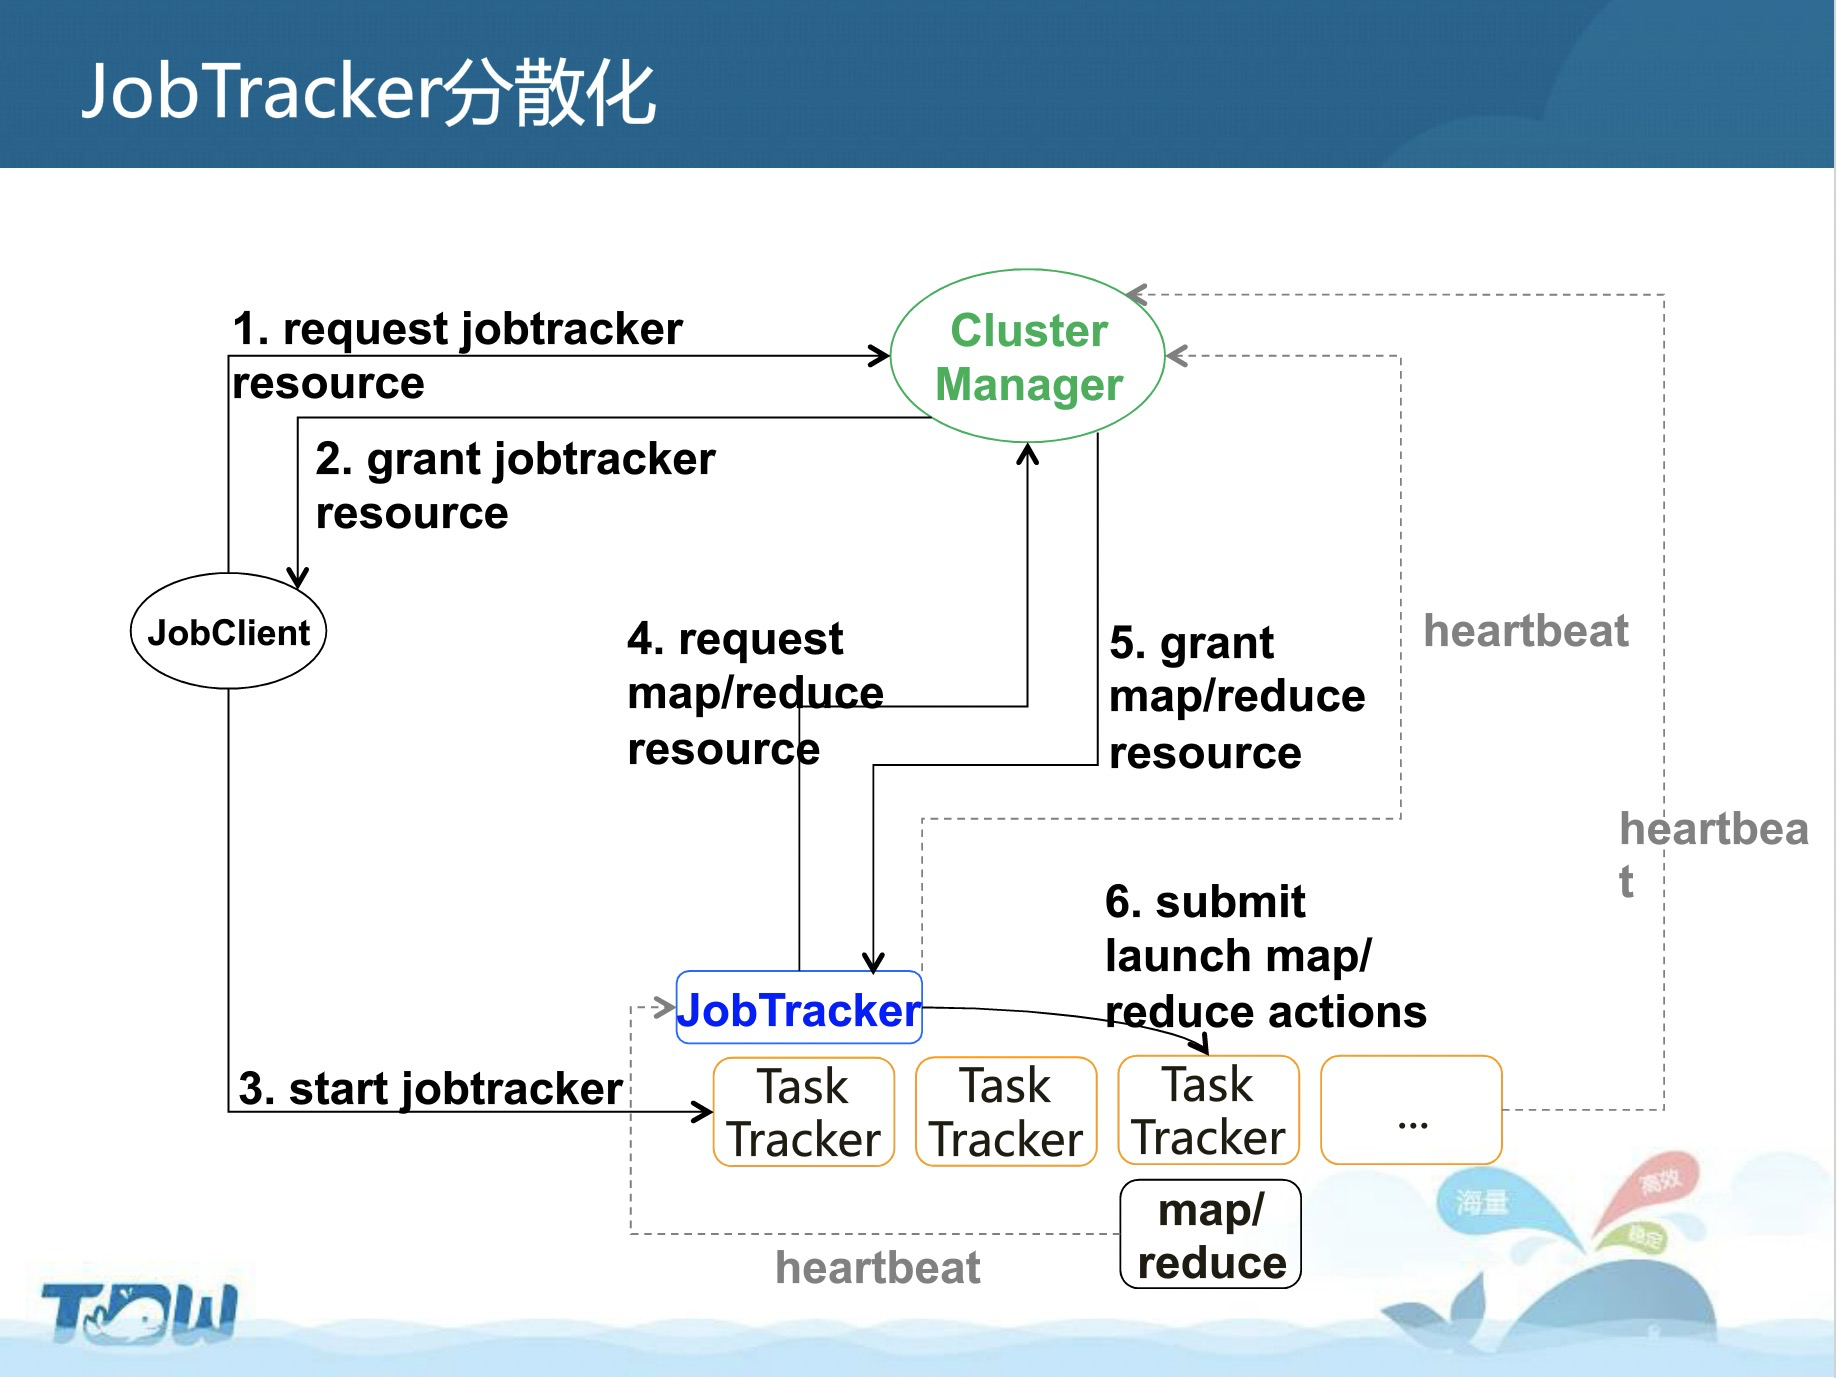 JobTracker分散化
1. request jobtracker
resource
Cluster
Manager
2. grant jobtracker
resource
JobClient
4. request
map/reduce
resource
5. grant
map/reduce
resource
heartbeat
heartbea
t
6. submit
launch map/
reduce actions
JobTracker
3. start jobtracker
Task
Tracker
Task
Tracker
Task
Tracker
...
map/
reduce
heartbeat
海量
高效
稳定
TDW